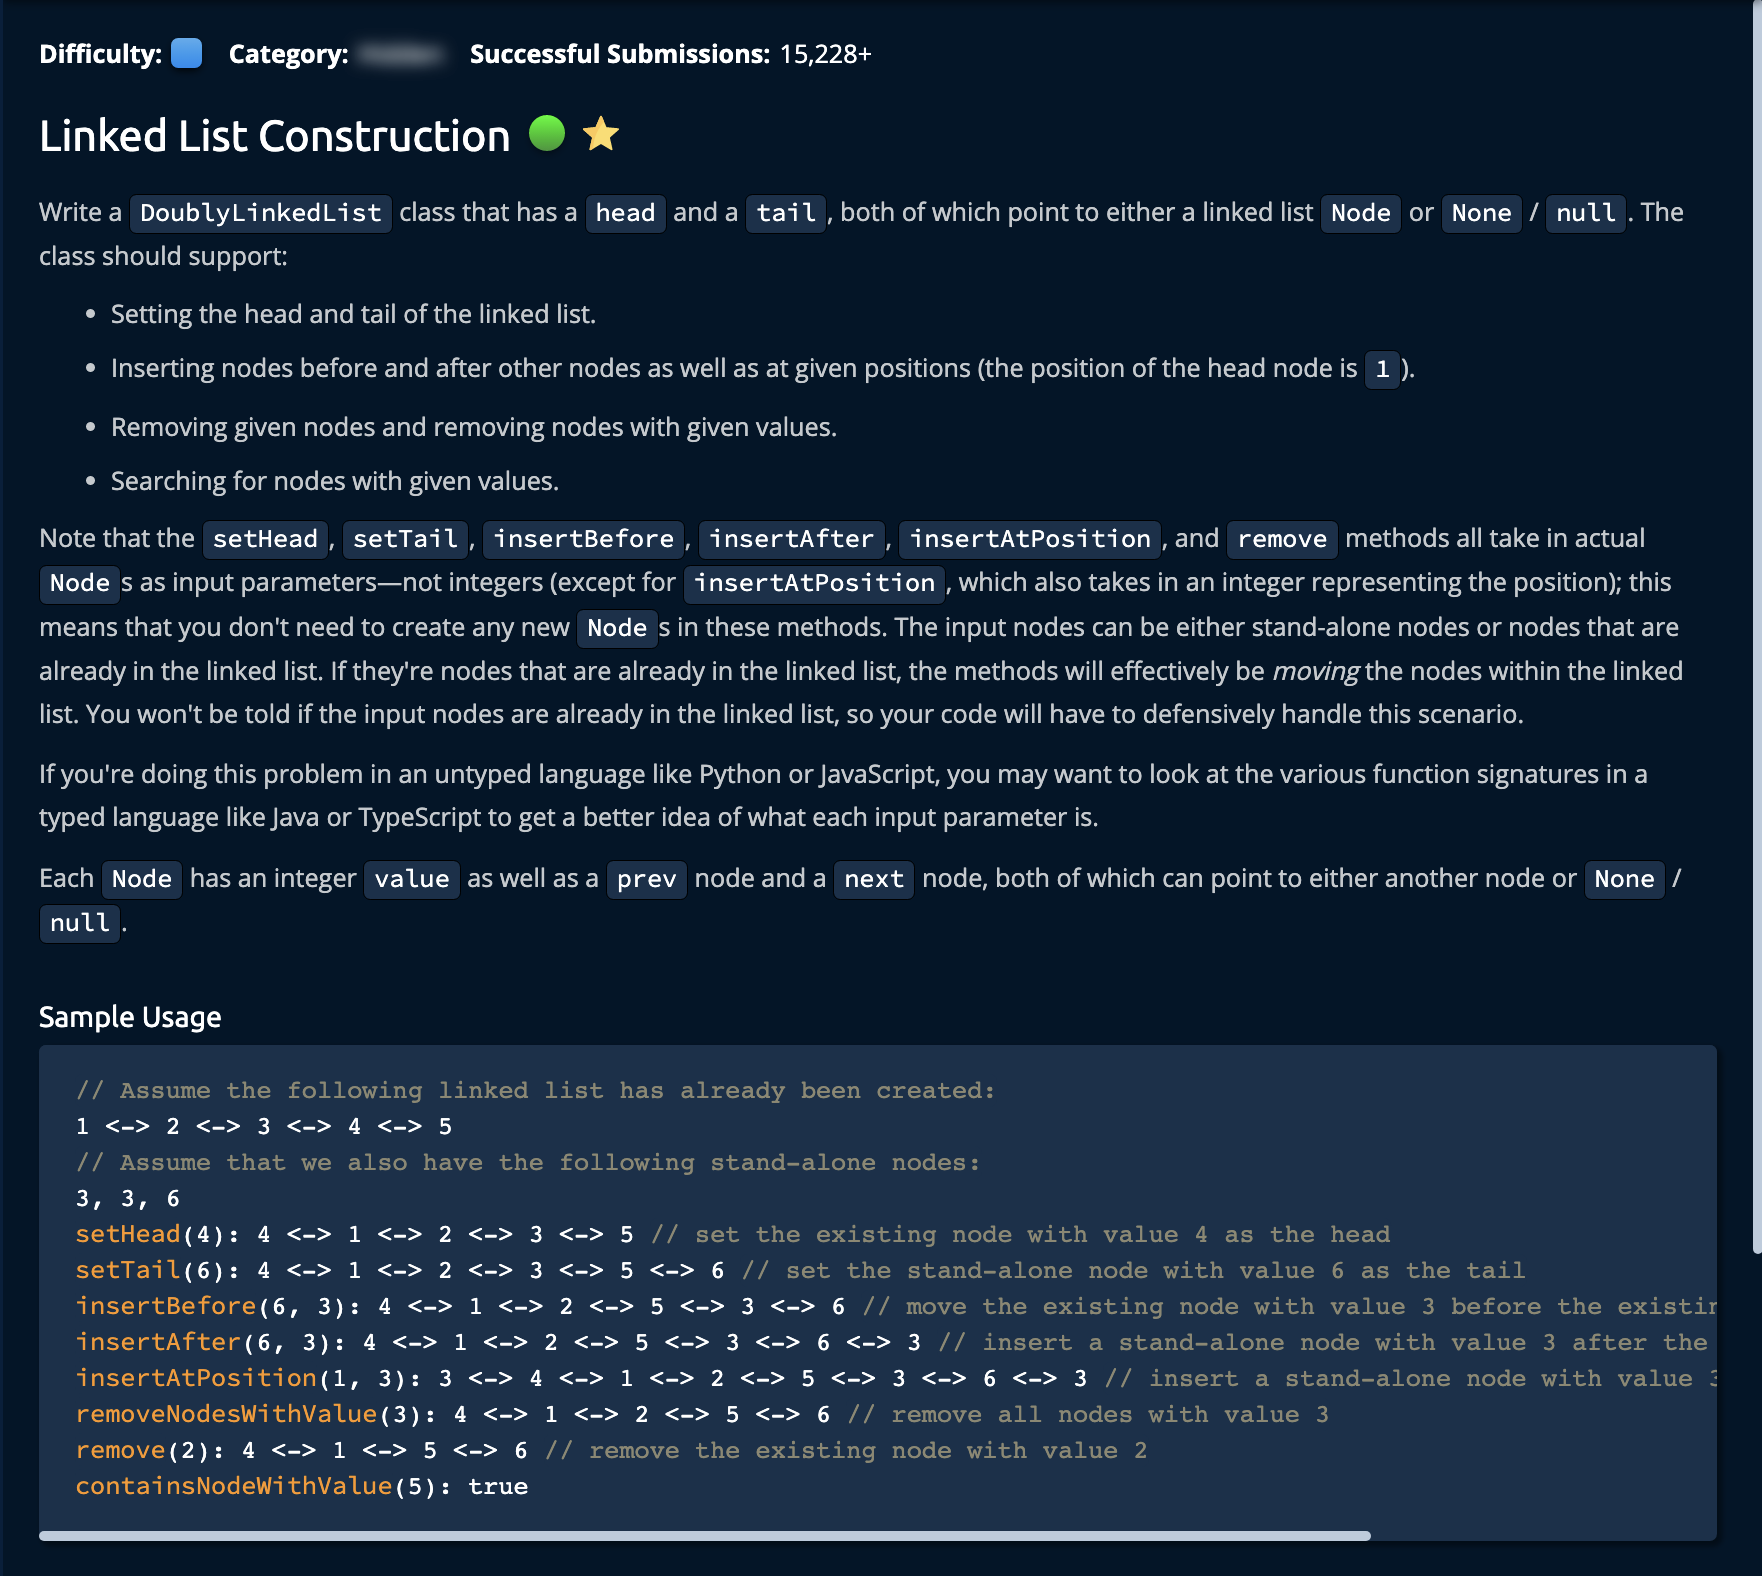 Difficulty: Category: Successful Submissions: 15,228+
Linked List Construction
Write a DoublyLinkedList class that has a head and a tail, both of which point to either a linked list Node or None / null. The
class should support:
• Setting the head and tail of the linked list.
• Inserting nodes before and after other nodes as well as at given positions (the position of the head node is 1).
• Removing given nodes and removing nodes with given values.
• Searching for nodes with given values.
Note that the setHead, setTail, insertBefore, insertAfter, insertAtPosition, and remove methods all take in actual
Nodes as input parameters—not integers (except for insertAtPosition, which also takes in an integer representing the position); this
means that you don't need to create any new Nodes in these methods. The input nodes can be either stand-alone nodes or nodes that are
already in the linked list. If they're nodes that are already in the linked list, the methods will effectively be moving the nodes within the linked
list. You won't be told if the input nodes are already in the linked list, so your code will have to defensively handle this scenario.
If you're doing this problem in an untyped language like Python or JavaScript, you may want to look at the various function signatures in a
typed language like Java or TypeScript to get a better idea of what each input parameter is.
Each Node has an integer value as well as a prev node and a next node, both of which can point to either another node or None /
null.
Sample Usage
// Assume the following linked list has already been created:
1 <-> 2 <-> 3 <-> 4 <-> 5
// Assume that we also have the following stand-alone nodes:
3, 3, 6
setHead(4): 4 <-> 1 <-> 2 <-> 3 <-> 5 // set the existing node with value 4 as the head
setTail(6): 4 <-> 1 <-> 2 <-> 3 <-> 5 <-> 6 // set the stand-alone node with value 6 as the tail
insertBefore(6, 3): 4 <-> 1 <-> 2 <-> 5 <-> 3 <-> 6 // move the existing node with value 3 before the
insertAfter(6, 3): 4 <-> 1 <-> 2 <-> 5 <-> 3 <-> 6 <-> 3 // insert a stand-alone node with value 3 after the
insertAtPosition(1, 3): 3 <-> 4 <-> 1 <-> 2 <-> 5 <-> 3 <-> 6 <-> 3 // insert a stand-alone node with value
removeNodesWithValue(3): 4 <-> 1 <-> 2 <-> 5 <-> 6 // remove all nodes with value 3
remove(2): 4 <-> 1 <-> 5 <-> 6 // remove the existing node with value 2
containsNodeWithValue(5): true